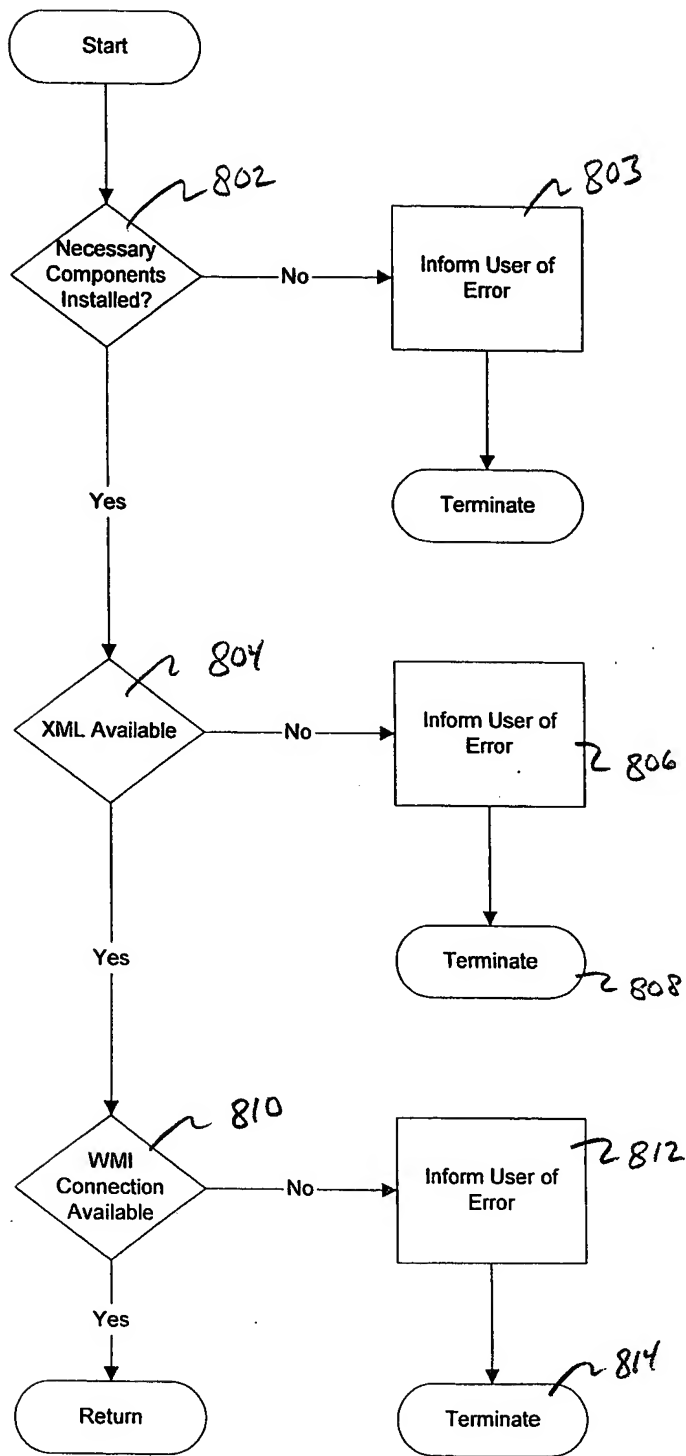 Start
802
803
Necessary
Components
Installed?
No
Inform User of
Error
Yes
Terminate
804
XML Available
No
Inform User of
Error
806
Yes
Terminate
808
810
WMI
Connection
Available
No
Inform User of
Error
812
Yes
Return
Terminate
814